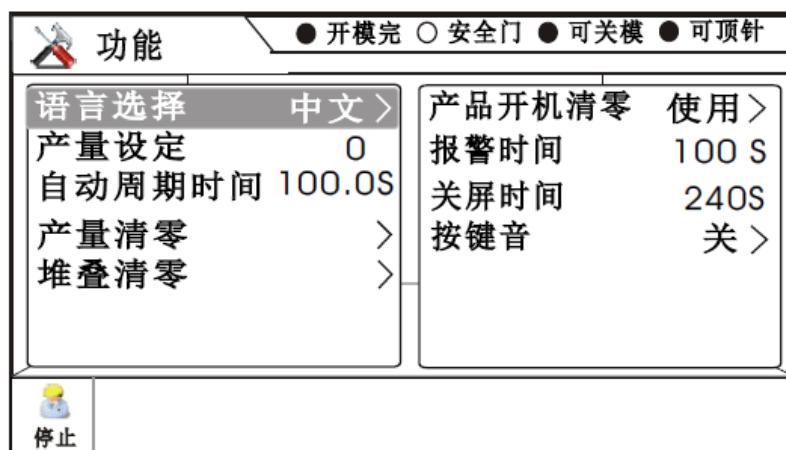 功能
● 开模完 ○ 安全门 ● 可关模 ● 可顶针
语言选择 中文>
产量设定 0
自动周期时间 100.0S
产量清零 >
堆叠清零 >
产品开机清零 使用>
报警时间 100 S
关屏时间 240S
按键音 关>
停止